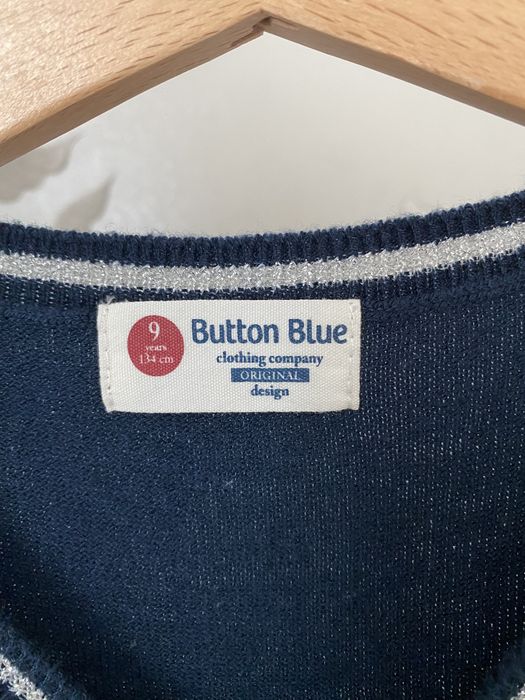 9
years
134 cm
Button Blue
clothing company
ORIGINAL
design